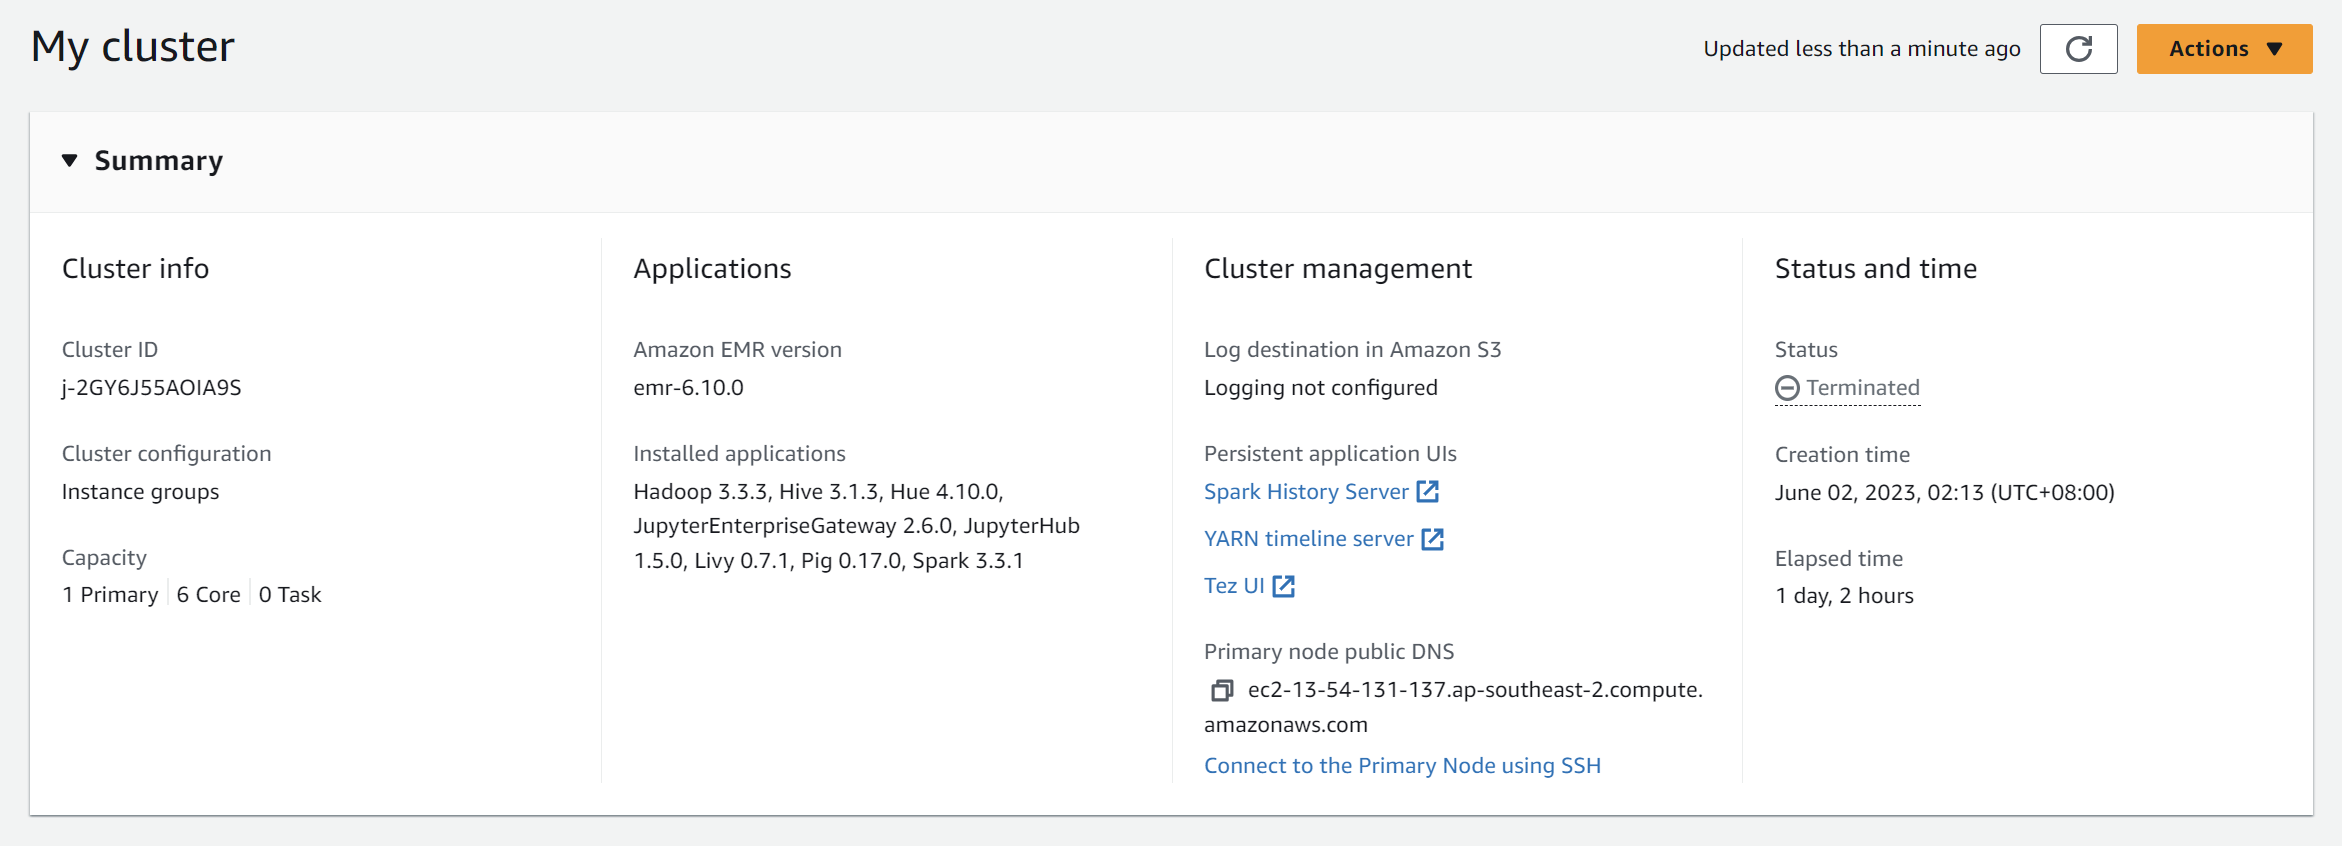 My cluster
Updated less than a minute ago
Actions
Summary
Cluster info
Cluster ID
j-2GY6J55AOIA9S
Cluster configuration
Instance groups
Capacity
1 Primary 6 Core 0 Task
Applications
Amazon EMR version
emr-6.10.0
Installed applications
Hadoop 3.3.3, Hive 3.1.3, Hue 4.10.0,
JupyterEnterpriseGateway 2.6.0, JupyterHub
1.5.0, Livy 0.7.1, Pig 0.17.0, Spark 3.3.1
Cluster management
Log destination in Amazon S3
Logging not configured
Persistent application UIs
Spark History Server
YARN timeline server
Tez UI
Primary node public DNS
ec2-13-54-131-137.ap-southeast-2.compute.
amazonaws.com
Connect to the Primary Node using SSH
Status and time
Status
Terminated
Creation time
June 02, 2023, 02:13 (UTC+08:00)
Elapsed time
1 day, 2 hours